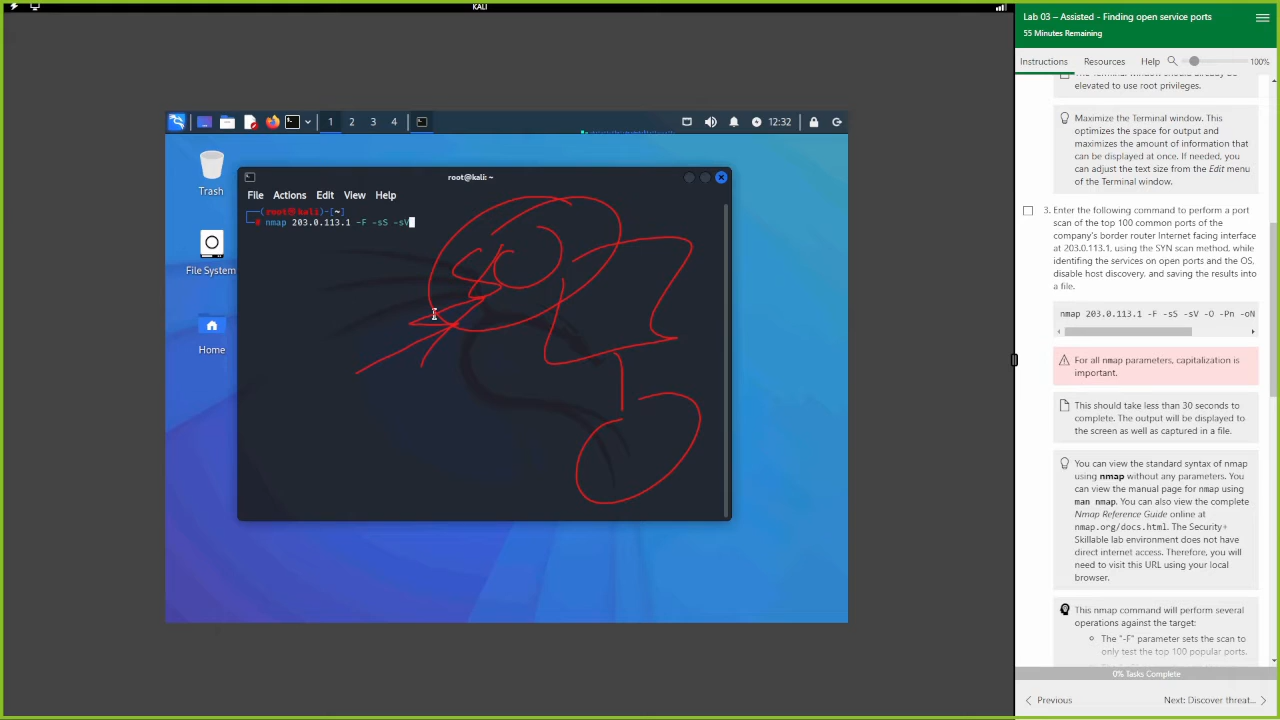 KALI
Lab 03 – Assisted - Finding open service ports
55 Minutes Remaining
Instructions
Resources
Help
100%
elevated to use root privileges.
Maximize the Terminal window. This
optimizes the space for output and
maximizes the amount of information
that can be displayed at once. If needed, you
can adjust the text size from the Edit menu
of the Terminal window.
3. Enter the following command to perform a port
scan of the top 100 common ports of the
company's border router Internet facing interface
at 203.0.113.1, using the SYN scan method, while
identifing the services on open ports and the OS,
disable host discovery, and saving the results into
a file.
nmap 203.0.113.1 -F -sS -sV -O -Pn -oN
For all nmap parameters, capitalization is
important.
This should take less than 30 seconds to
complete. The output will be displayed to
the screen as well as captured in a file.
You can view the standard syntax of nmap
using nmap without any parameters. You
can view the manual page for nmap using
man nmap. You can also view the complete
Nmap Reference Guide online at
nmap.org/docs.html. The Security+
Skillable lab environment does not have
direct internet access. Therefore, you will
need to visit this URL using your local
browser.
This nmap command will perform several
operations against the target:
The "-F" parameter sets the scan to
only test the top 100 popular ports.
0% Tasks Complete
Previous
Next: Discover threat...
1 2 3 4
12:32
Trash
File System
Home
root@kali: ~
File Actions Edit View Help
(root㉿kali)-[~]
# nmap 203.0.113.1 -F -sS -sV